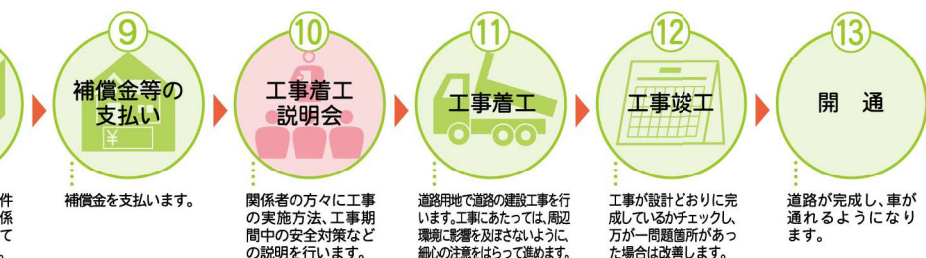 ⑨
補償金等の
支払い
¥
補償金を支払います。
⑩
工事着工
説明会
関係者の方々に工事
の実施方法、工事期
間中の安全対策など
の説明を行います。
⑪
工事着工
道路用地で道路の建設工事を行
います。工事にあたっては、周辺
環境に影響を及ぼさないように、
細心の注意をはらって進めます。
⑫
工事竣工
工事が設計どおりに完
成しているかチェックし、
万が一問題箇所があっ
た場合は改善します。
⑬
開 通
道路が完成し、車が
通れるようになり
ます。
件
係
て
。